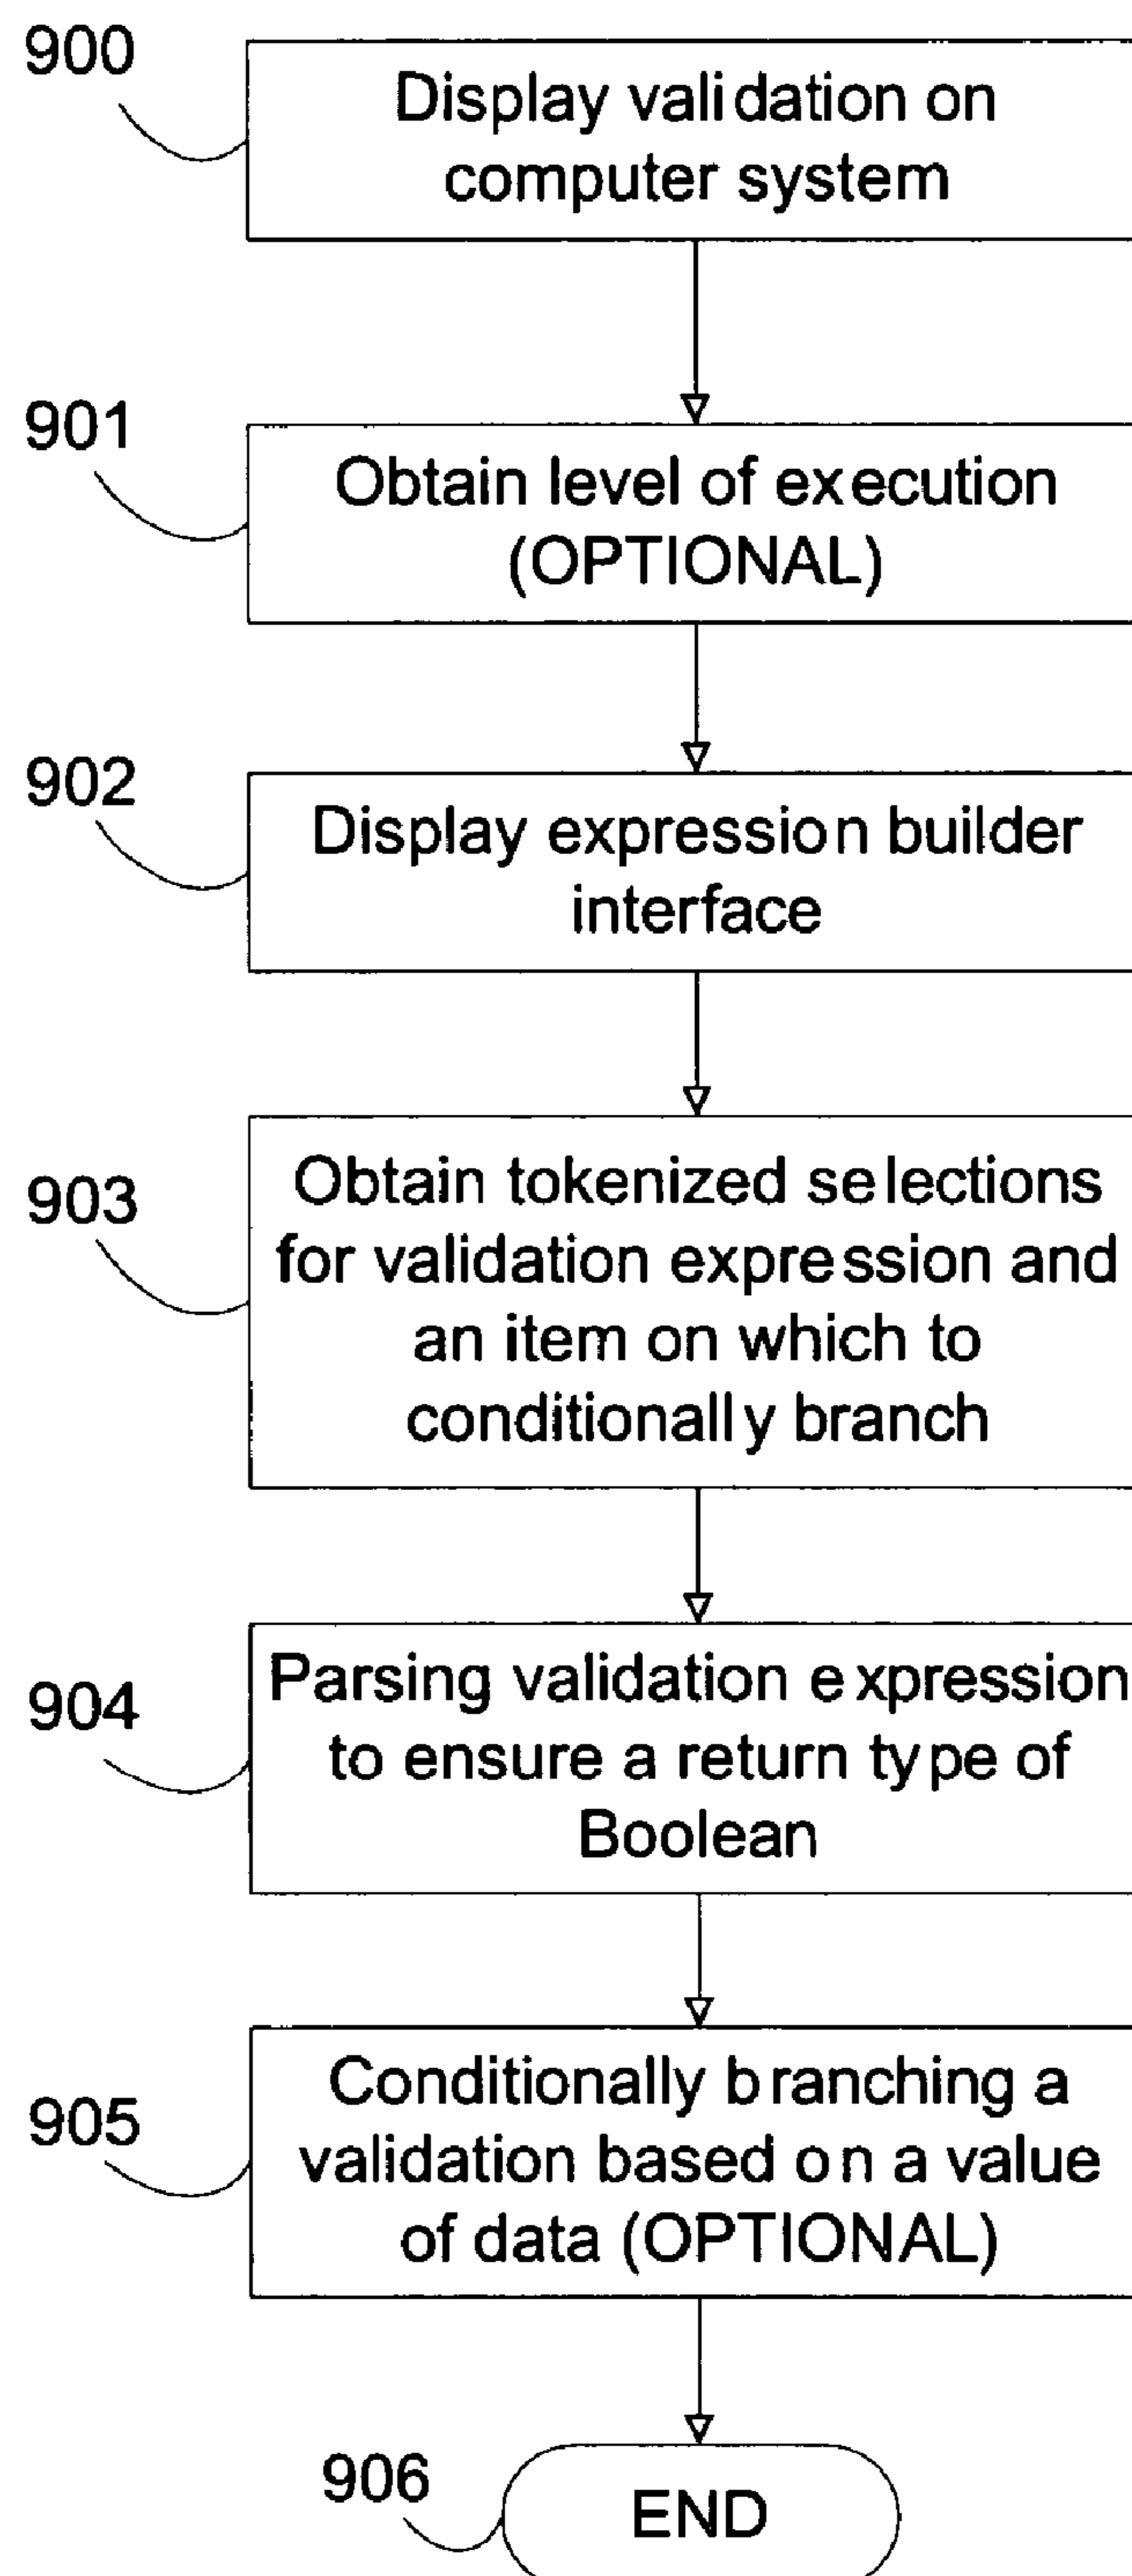 900
Display validation on
computer system
901
Obtain level of execution
(OPTIONAL)
902
Display expression builder
interface
903
Obtain tokenized selections
for validation expression and
an item on which to
conditionally branch
904
Parsing validation expression
to ensure a return type of
Boolean
905
Conditionally branching a
validation based on a value
of data (OPTIONAL)
906
END